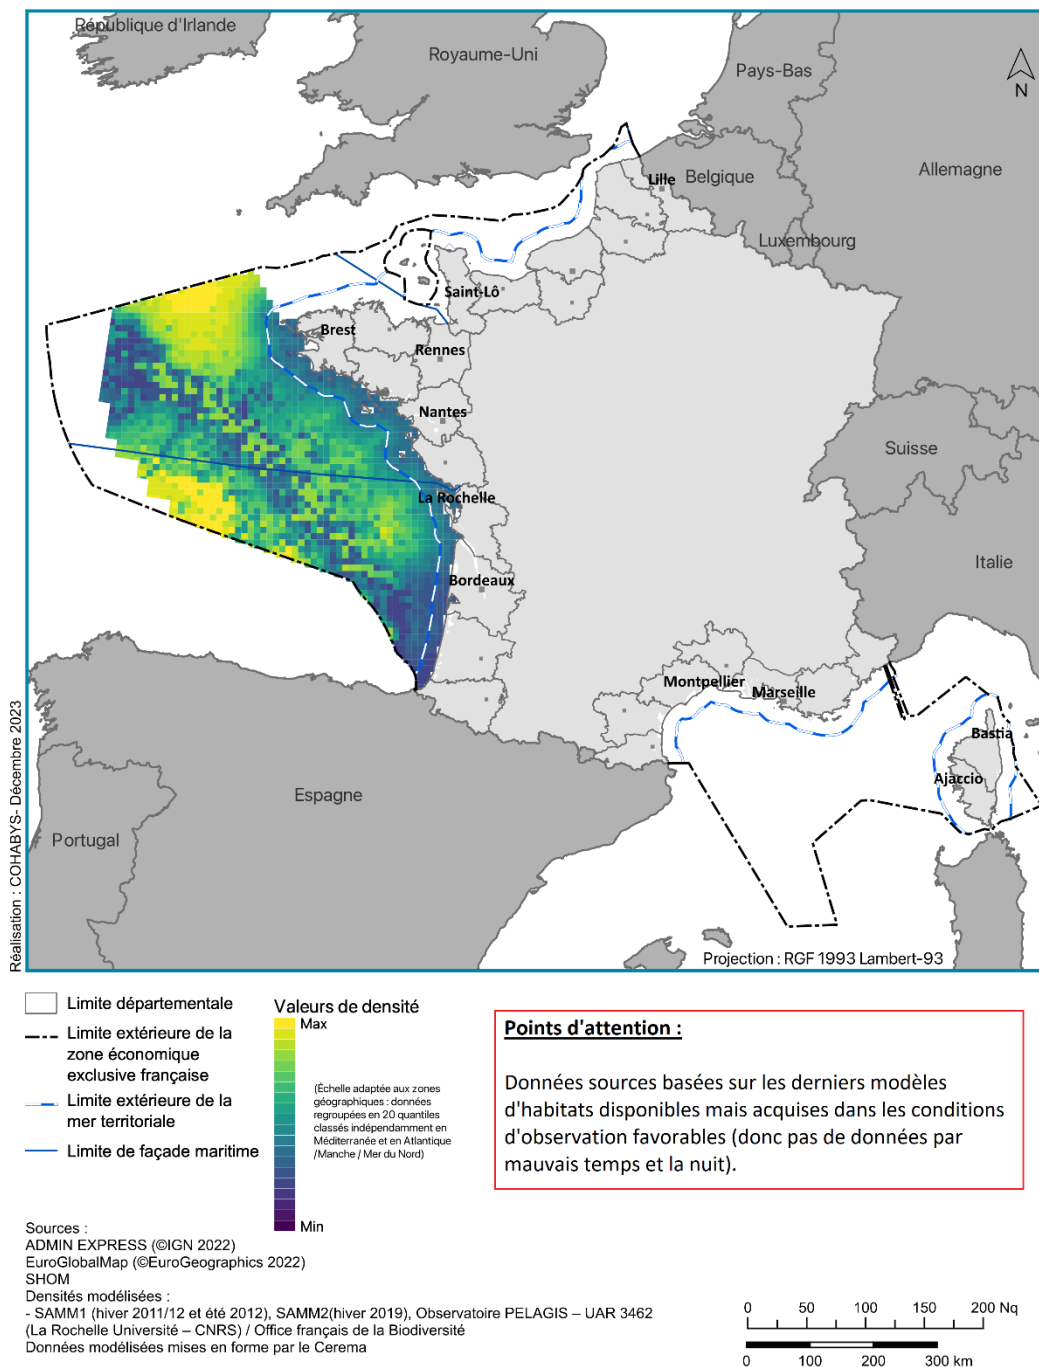 République d'Irlande
Royaume-Uni
Pays-Bas
N
Allemagne
Lille
Belgique
Luxembourg
Saint-Lô
Brest
Rennes
Nantes
Suisse
La Rochelle
Italie
Bordeaux
Montpellier
Marseille
Bastia
Ajaccio
Espagne
Portugal
Projection : RGF 1993 Lambert-93
Réalisation : COHABYS- Décembre 2023
Limite départementale
Limite extérieure de la
zone économique
exclusive française
Limite extérieure de la
mer territoriale
Limite de façade maritime
Valeurs de densité
Max
(Échelle adaptée aux zones
géographiques : données
regroupées en 20 quantiles
classés indépendamment en
Méditerranée et en Atlantique
/Manche / Mer du Nord)
Min
Points d'attention :
Données sources basées sur les derniers modèles
d'habitats disponibles mais acquises dans les conditions
d'observation favorables (donc pas de données par
mauvais temps et la nuit).
Sources :
ADMIN EXPRESS (©IGN 2022)
EuroGlobalMap (©EuroGeographics 2022)
SHOM
Densités modélisées :
- SAMM1 (hiver 2011/12 et été 2012), SAMM2(hiver 2019), Observatoire PELAGIS – UAR 3462
(La Rochelle Université – CNRS) / Office français de la Biodiversité
Données modélisées mises en forme par le Cerema
0 50 100 150 200 Nq
0 100 200 300 km